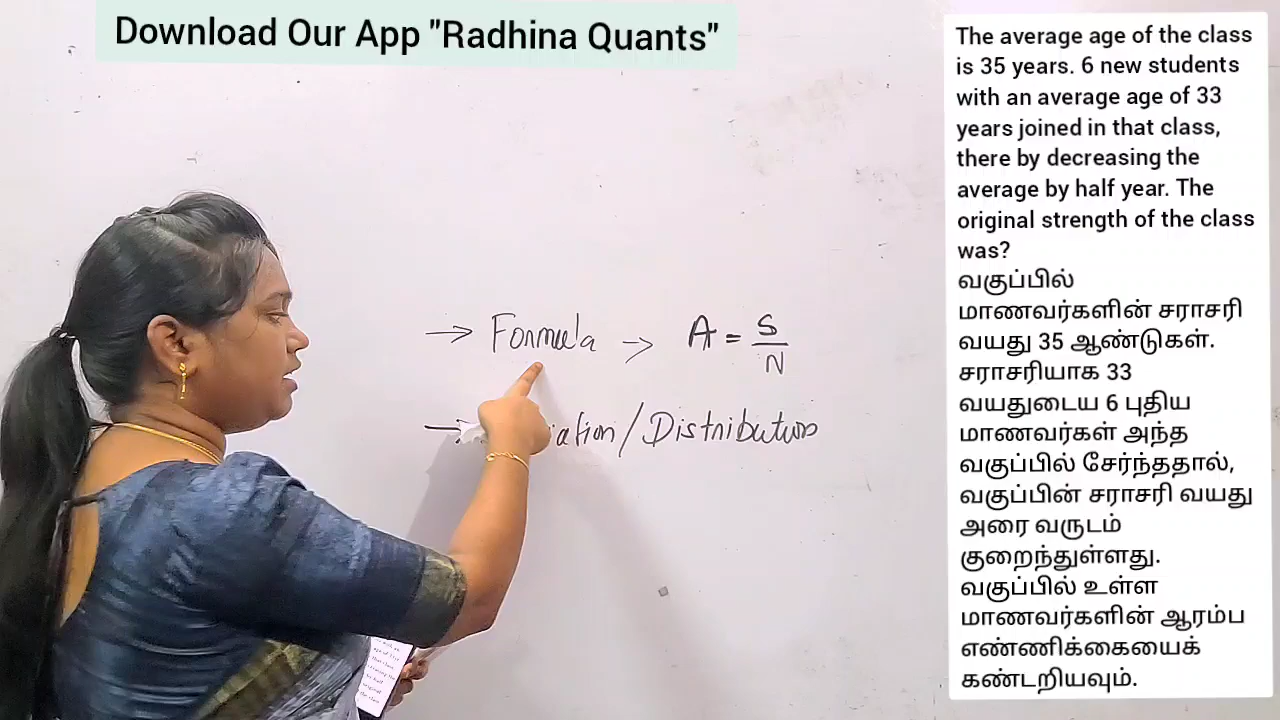 Download Our App "Radhina Quants"
The average age of the class
is 35 years. 6 new students
with an average age of 33
years joined in that class,
there by decreasing the
average by half year. The
original strength of the class
was?
வகுப்பில்
மாணவர்களின் சராசரி
வயது 35 ஆண்டுகள்.
சராசரியாக 33
வயதுடைய 6 புதிய
மாணவர்கள் அந்த
வகுப்பில் சேர்ந்ததால்,
வகுப்பின் சராசரி வயது
அரை வருடம்
குறைந்துள்ளது.
வகுப்பில் உள்ள
மாணவர்களின் ஆரம்ப
எண்ணிக்கையைக்
கண்டறியவும்.
→ Formula → A = S/N
→ /Distribution